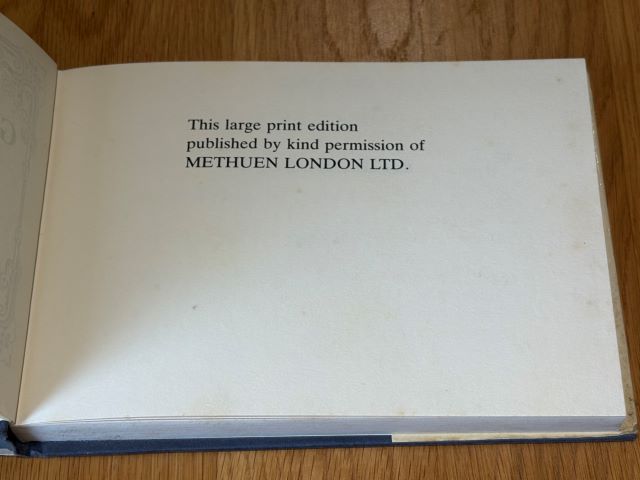 This large print edition
published by kind permission of
METHUEN LONDON LTD.